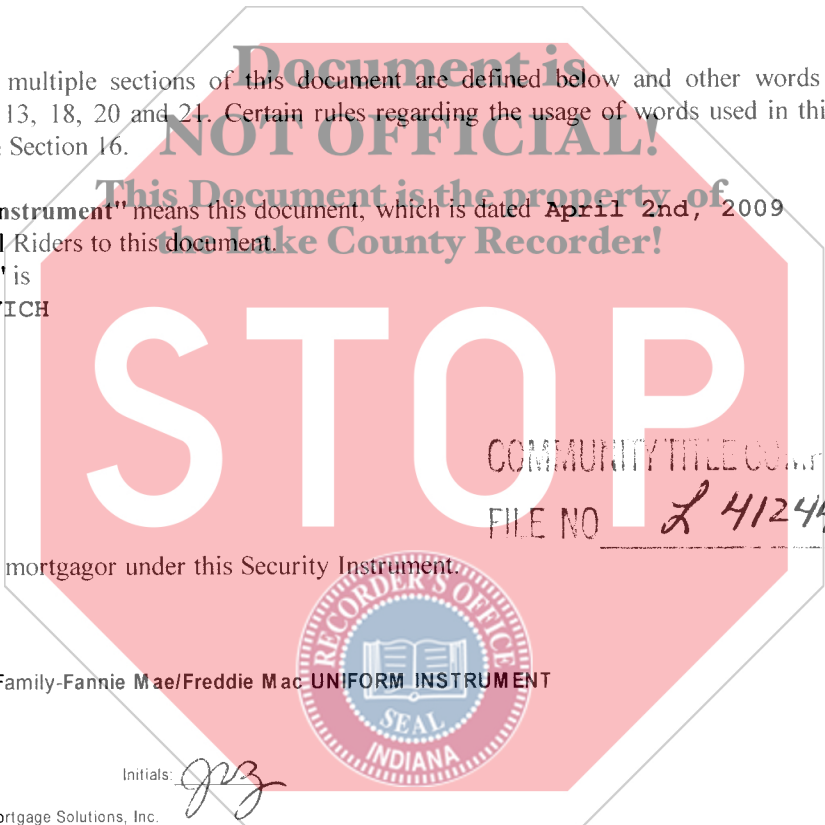 Document is
multiple sections of this document are defined below and other words
13, 18, 20 and 21. Certain rules regarding the usage of words used in thi
Section 16.
NOT OFFICIAL!
This Document is the property of
nstrument" means this document, which is dated April 2nd, 2009
the Lake County Recorder!
l Riders to this document.
" is
VICH
STOP
COMMUNITY TITLE COMP
FILE NO L 41244
mortgagor under this Security Instrument.
RECORDER'S OFFICE
Family-Fannie Mae/Freddie Mac UNIFORM INSTRUMENT
SEAL
INDIANA
Initials:
ortgage Solutions, Inc.